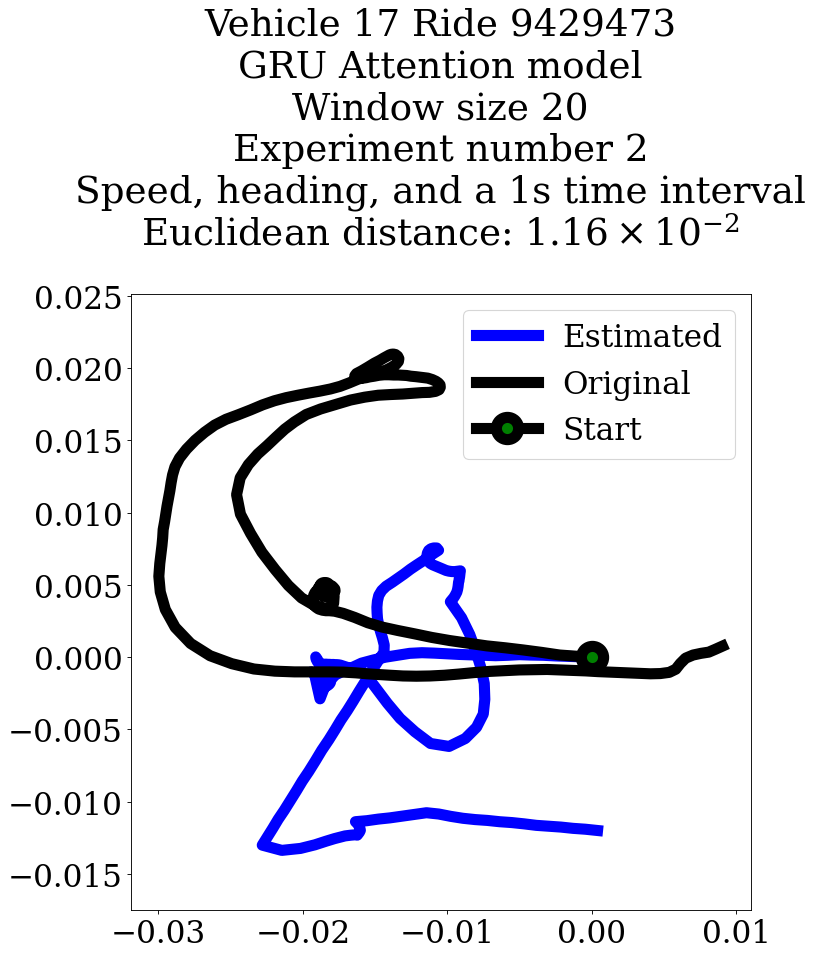 Vehicle 17 Ride 9429473
GRU Attention model
Window size 20
Experiment number 2
Speed, heading, and a 1s time interval
Euclidean distance: 1.16 × 10⁻²
0.025
0.020
0.015
0.010
0.005
0.000
−0.005
−0.010
−0.015
Estimated
Original
Start
−0.03
−0.02
−0.01
0.00
0.01